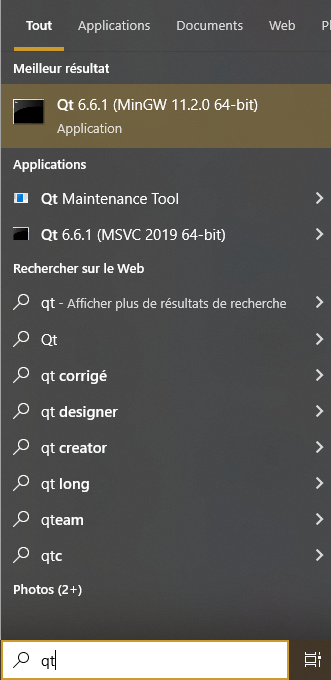 Tout Applications Documents Web
Meilleur résultat
Qt 6.6.1 (MinGW 11.2.0 64-bit)
Application
Applications
Qt Maintenance Tool
Qt 6.6.1 (MSVC 2019 64-bit)
Rechercher sur le Web
qt - Afficher plus de résultats de recherche
Qt
qt corrigé
qt designer
qt creator
qt long
qteam
qtc
Photos (2+)
qt